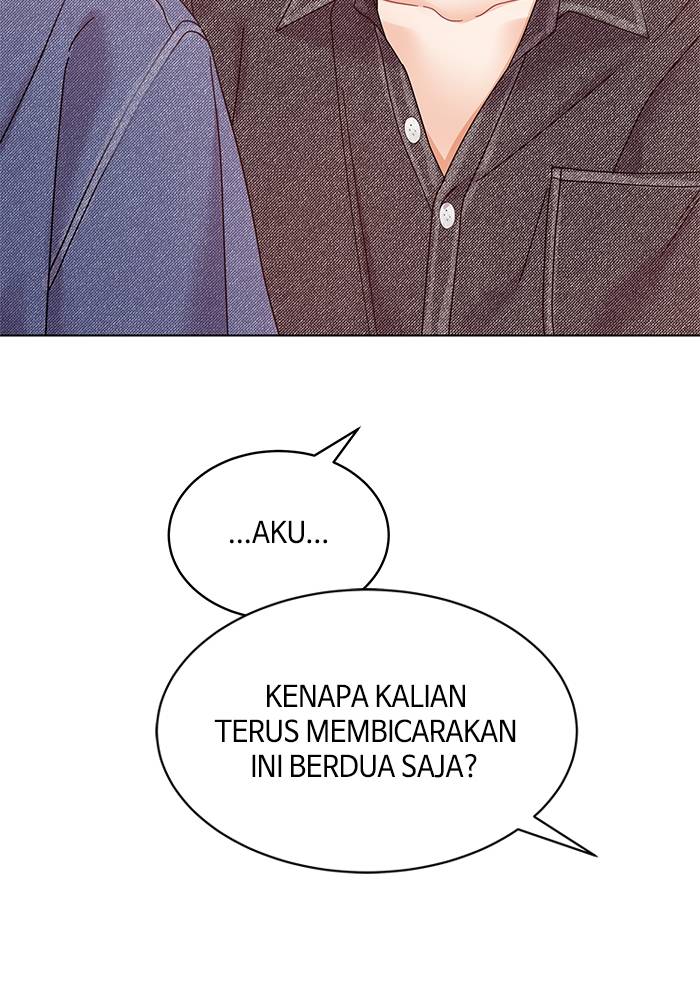 ...AKU...
KENAPA KALIAN
TERUS MEMBICARAKAN
INI BERDUA SAJA?